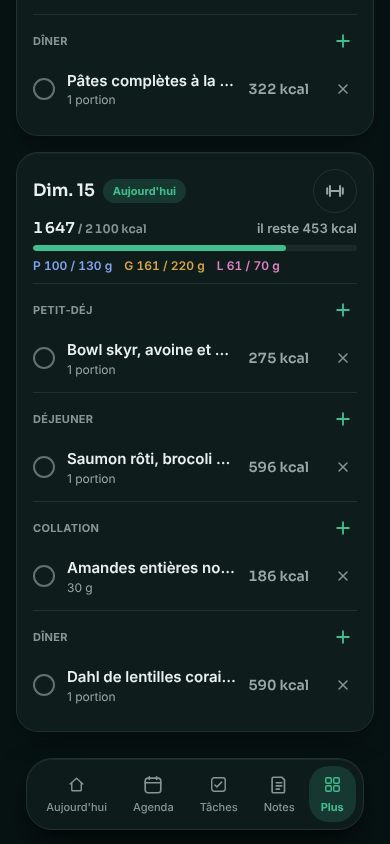 DÎNER
Pâtes complètes à la ... 322 kcal
1 portion
Dim. 15 Aujourd'hui
1 647 / 2 100 kcal il reste 453 kcal
P 100 / 130 g G 161 / 220 g L 61 / 70 g
PETIT-DÉJ
Bowl skyr, avoine et ... 275 kcal
1 portion
DÉJEUNER
Saumon rôti, brocoli ... 596 kcal
1 portion
COLLATION
Amandes entières no... 186 kcal
30 g
DÎNER
Dahl de lentilles corai... 590 kcal
1 portion
Aujourd'hui Agenda Tâches Notes Plus